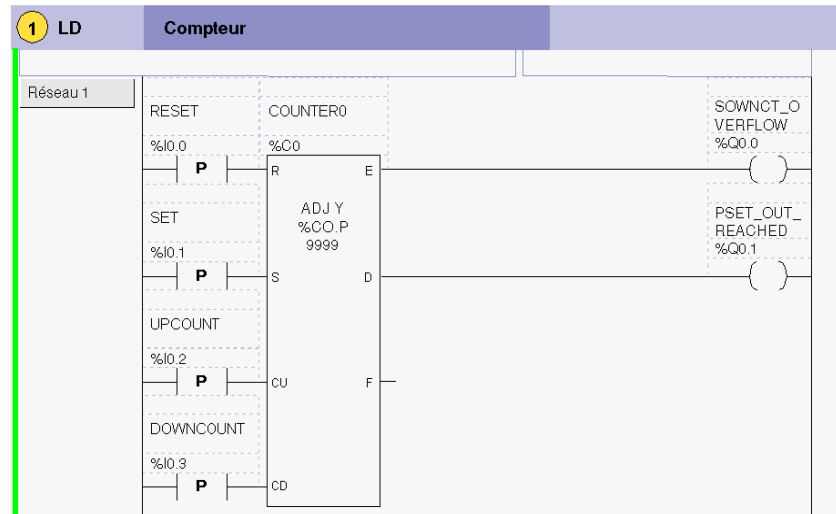 1 LD Compteur
Réseau 1
RESET COUNTER0
SOWNCT_O
VERFLOW
%I0.0 %C0 %Q0.0
P R E
ADJ Y
%CO.P
9999
SET
PSET_OUT_
REACHED
%I0.1 %Q0.1
P S D
UPCOUNT
%I0.2
P CU F
DOWNCOUNT
%I0.3
P CD